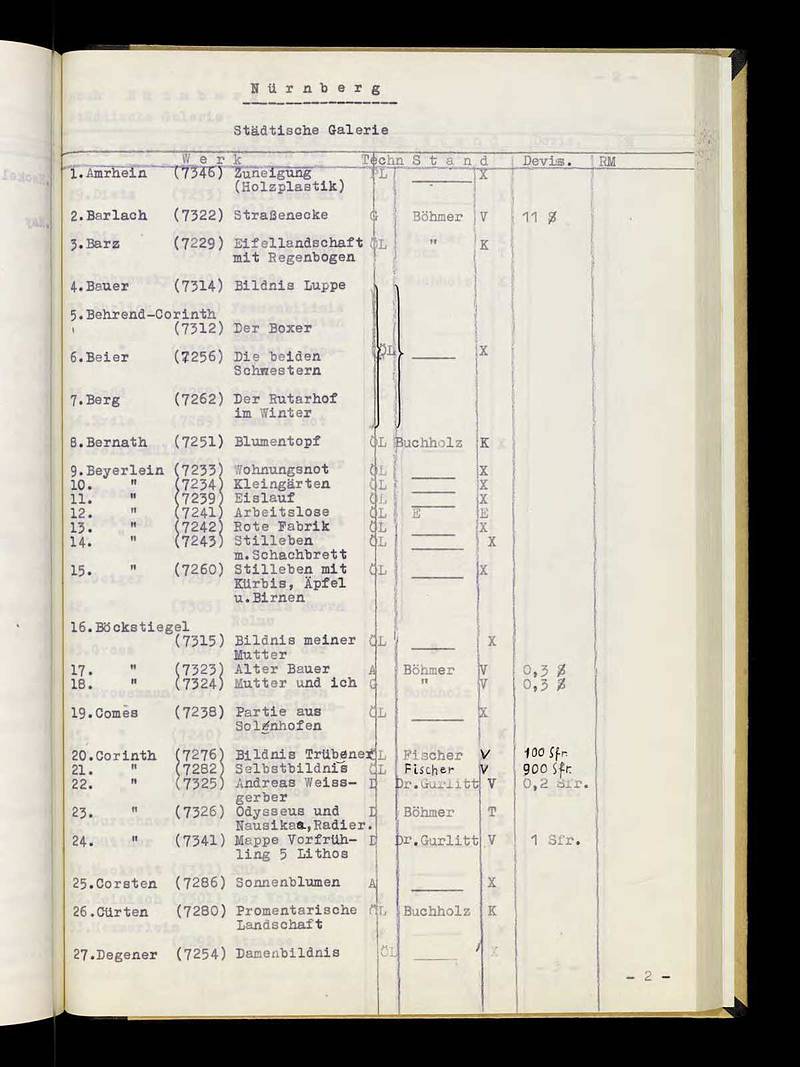 Nürnberg
Städtische Galerie
Werk Techn Stand Devis. RM
1.Amrhein (7346) Zuneigung PL X
(Holzplastik)
2.Barlach (7322) Straßenecke G Böhmer V 11 $
3.Barz (7229) Eifellandschaft ÖL " K
mit Regenbogen
4.Bauer (7314) Bildnis Luppe
5.Behrend-Corinth
(7312) Der Boxer
6.Beier (7256) Die beiden ÖL X
Schwestern
7.Berg (7262) Der Rutarhof
im Winter
8.Bernath (7251) Blumentopf ÖL Buchholz K
9.Beyerlein (7233) Wohnungsnot ÖL X
10. " (7234) Kleingärten ÖL X
11. " (7239) Eislauf ÖL X
12. " (7241) Arbeitslose ÖL E E
13. " (7242) Rote Fabrik ÖL X
14. " (7243) Stilleben ÖL X
m.Schachbrett
15. " (7260) Stilleben mit ÖL X
Kürbis, Äpfel
u.Birnen
16.Böckstiegel
(7315) Bildnis meiner ÖL X
Mutter
17. " (7323) Alter Bauer A Böhmer V 0,3 $
18. " (7324) Mutter und ich G " V 0,3 $
19.Comes (7238) Partie aus ÖL X
Solnhofen
20.Corinth (7276) Bildnis Trübner ÖL Fischer V 100 Sfr.
21. " (7282) Selbstbildnis ÖL Fischer V 900 Sfr.
22. " (7325) Andreas Weiss- D Dr.Gurlitt V 0,2 Sfr.
gerber
23. " (7326) Odysseus und D Böhmer T
Nausikaa,Radier.
24. " (7341) Mappe Vorfrüh- D Dr.Gurlitt V 1 Sfr.
ling 5 Lithos
25.Corsten (7286) Sonnenblumen A X
26.Cürten (7280) Promentarische ÖL Buchholz K
Landschaft
27.Degener (7254) Damenbildnis ÖL X
- 2 -